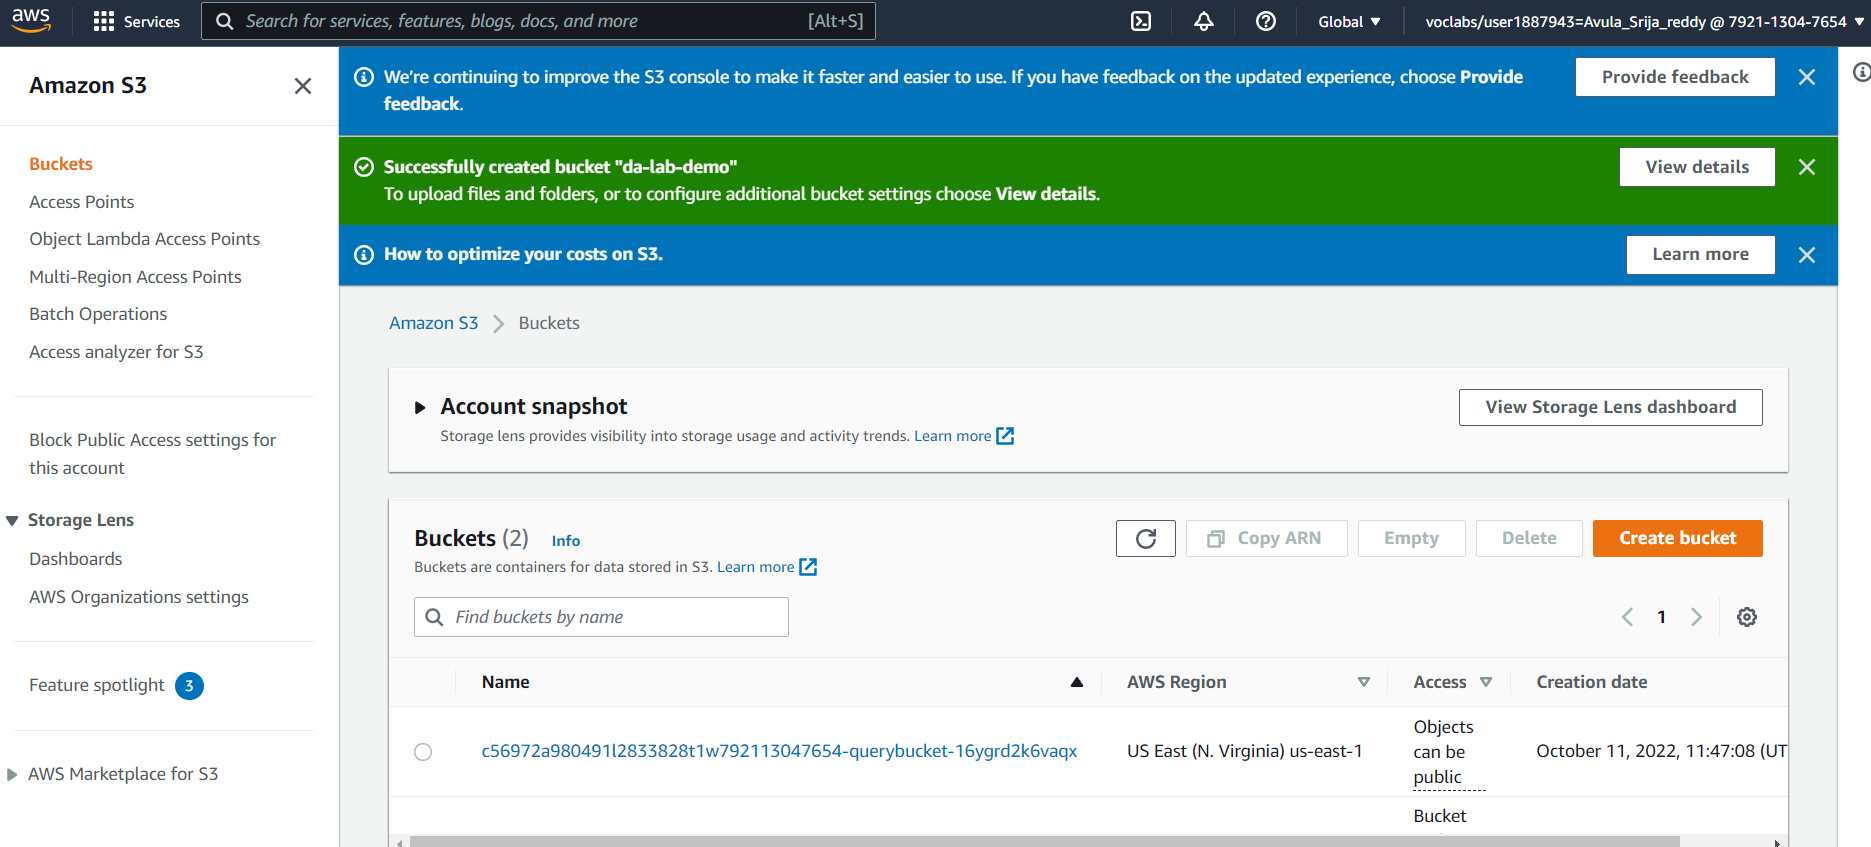 aws
Services
Search for services, features, blogs, docs, and more
[Alt+S]
Global
voclabs/user1887943=Avula_Srija_reddy @ 7921-1304-7654
Amazon S3
Buckets
Access Points
Object Lambda Access Points
Multi-Region Access Points
Batch Operations
Access analyzer for S3
Block Public Access settings for
this account
Storage Lens
Dashboards
AWS Organizations settings
Feature spotlight 3
AWS Marketplace for S3
We're continuing to improve the S3 console to make it faster and easier to use. If you have feedback on the updated experience, choose Provide
feedback.
Provide feedback
Successfully created bucket "da-lab-demo"
To upload files and folders, or to configure additional bucket settings choose View details.
View details
How to optimize your costs on S3.
Learn more
Amazon S3
Buckets
Account snapshot
Storage lens provides visibility into storage usage and activity trends. Learn more
View Storage Lens dashboard
Buckets (2) Info
Buckets are containers for data stored in S3. Learn more
Copy ARN
Empty
Delete
Create bucket
Find buckets by name
1
Name
AWS Region
Access
Creation date
c56972a980491l2833828t1w792113047654-querybucket-16ygrd2k6vaqx
US East (N. Virginia) us-east-1
Objects
can be
public
October 11, 2022, 11:47:08 (UT
Bucket